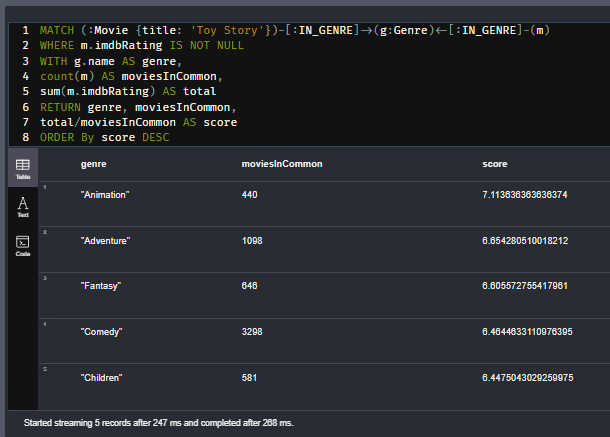 1 MATCH (:Movie {title: 'Toy Story'})-[:IN_GENRE]→(g:Genre)←[:IN_GENRE]-(m)
2 WHERE m.imdbRating IS NOT NULL
3 WITH g.name AS genre,
4 count(m) AS moviesInCommon,
5 sum(m.imdbRating) AS total
6 RETURN genre, moviesInCommon,
7 total/moviesInCommon AS score
8 ORDER By score DESC
Table
Text
Code
genre moviesInCommon score
1 "Animation" 440 7.113636363636374
2 "Adventure" 1098 6.654280510018212
3 "Fantasy" 646 6.605572755417961
4 "Comedy" 3298 6.4644633110976395
5 "Children" 581 6.4475043029259975
Started streaming 5 records after 247 ms and completed after 268 ms.